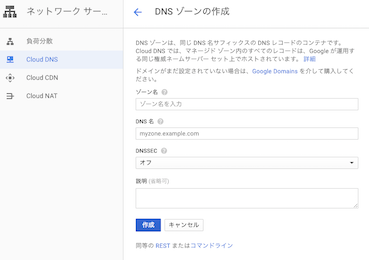 ネットワーク サー...
負荷分散
Cloud DNS
Cloud CDN
Cloud NAT
DNS ゾーンの作成
DNS ゾーンは、同じ DNS 名サフィックスの DNS レコードのコンテナです。
Cloud DNS では、マネージド ゾーン内のすべてのレコードは、Google が運用
する同じ権威ネームサーバー セット上でホストされています。 詳細
ドメインがまだ設定されていない場合は、Google Domains を介して購入してく
ださい。
ゾーン名
ゾーン名を入力
DNS 名
myzone.example.com
DNSSEC
オフ
説明 (省略可)
作成
キャンセル
同等の REST またはコマンドライン